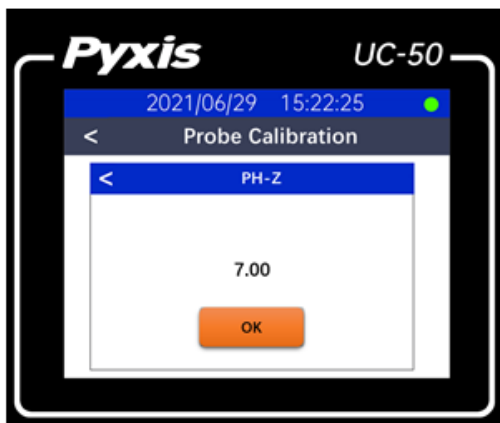 Pyxis UC-50
2021/06/29 15:22:25
< Probe Calibration
< PH-Z
7.00
OK